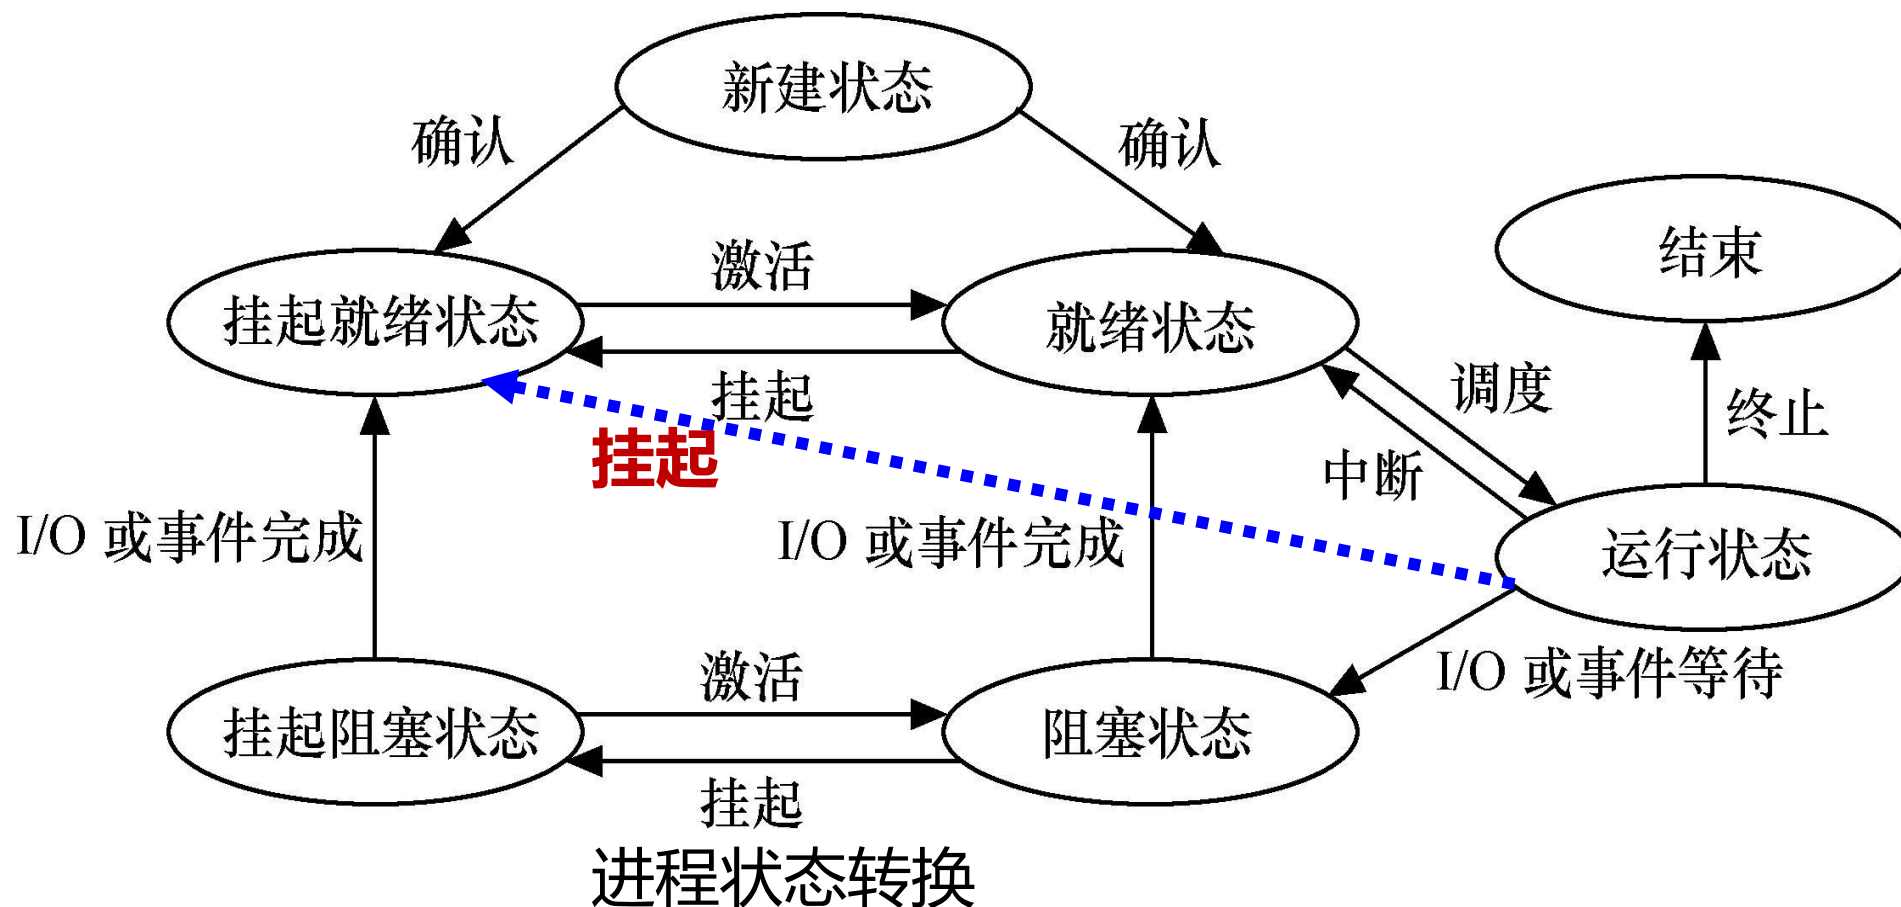 新建状态
确认
确认
结束
激活
挂起就绪状态
就绪状态
挂起
调度
终止
挂起
中断
I/O 或事件完成
I/O 或事件完成
运行状态
激活
I/O 或事件等待
挂起阻塞状态
阻塞状态
挂起
进程状态转换